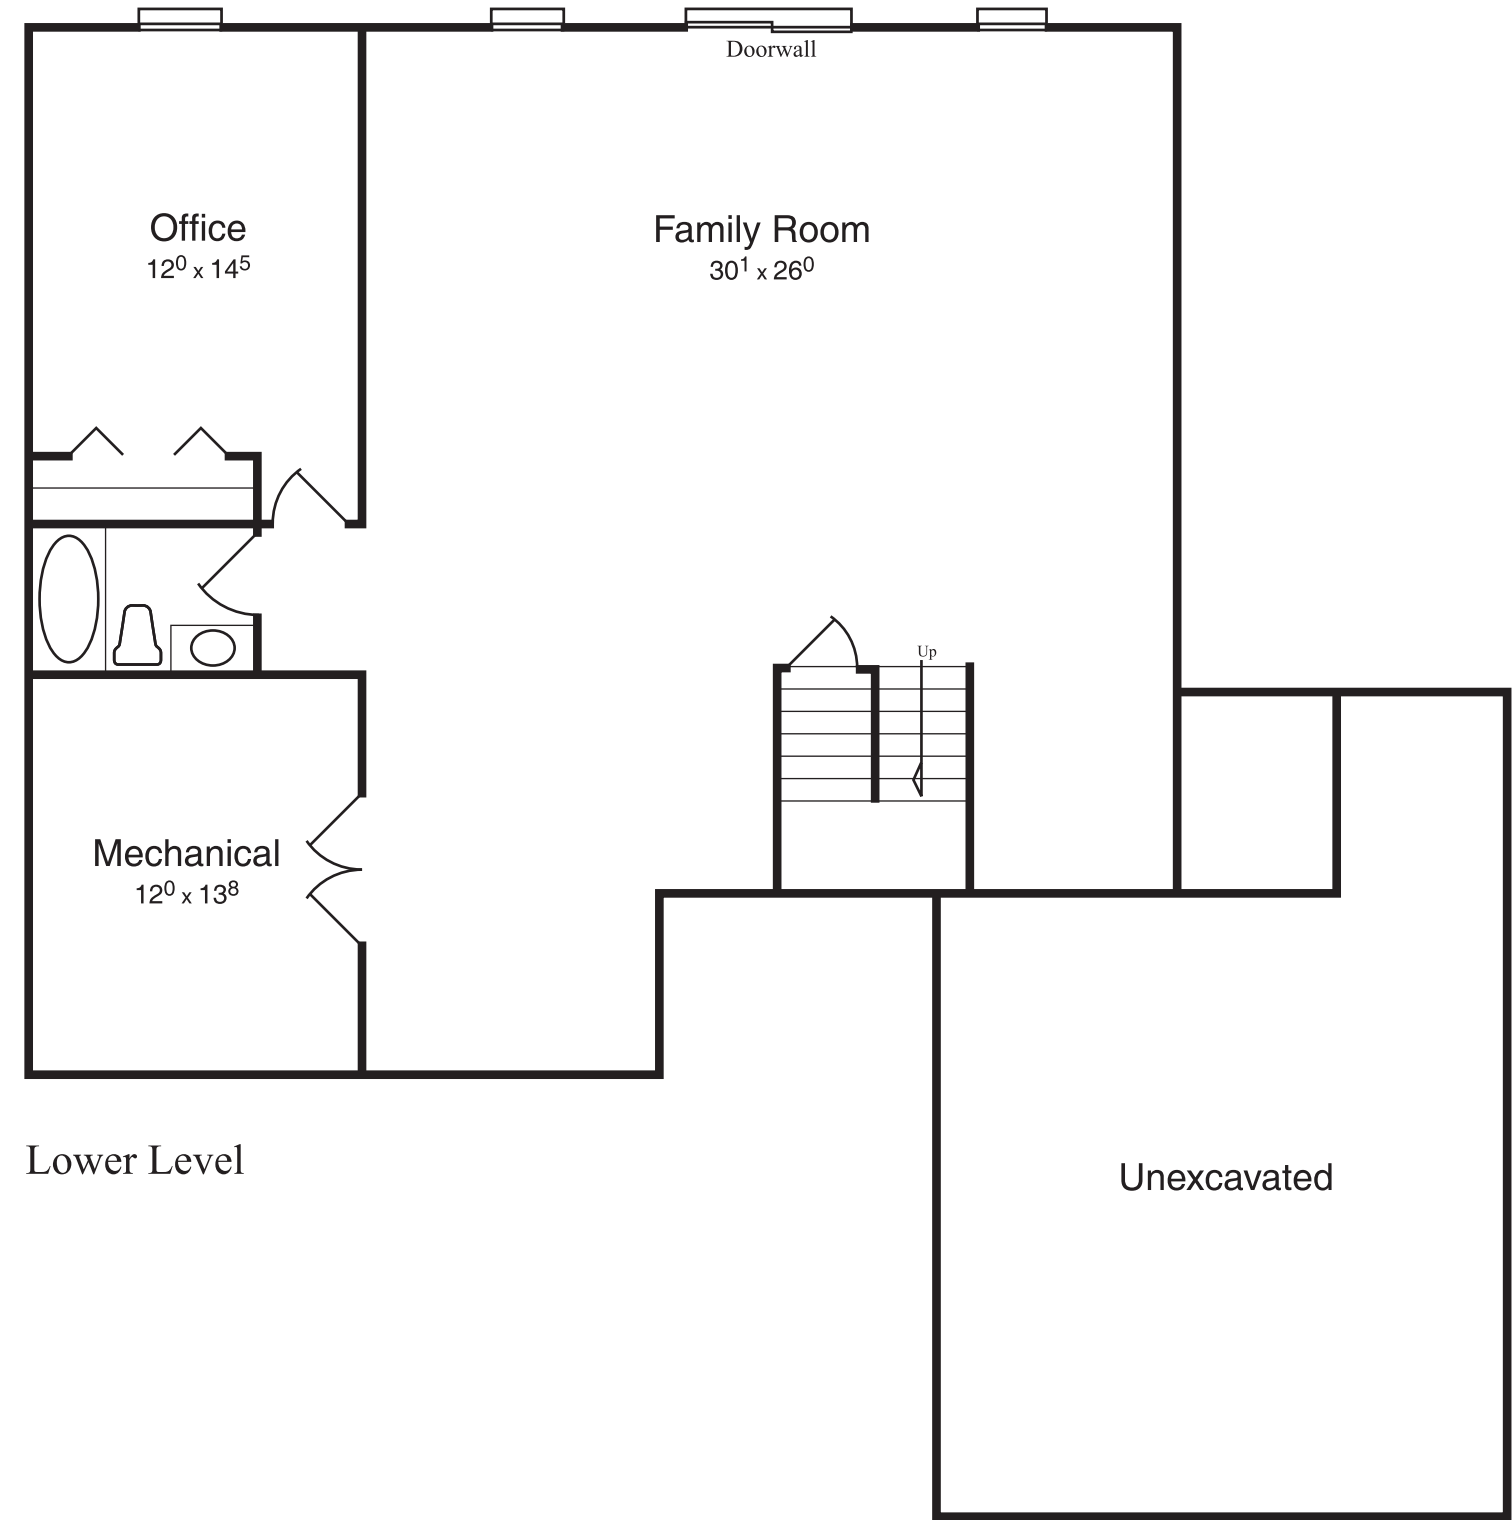 Doorwall
Office
12⁰ x 14⁵
Family Room
30¹ x 26⁰
Up
Mechanical
12⁰ x 13⁸
Lower Level
Unexcavated